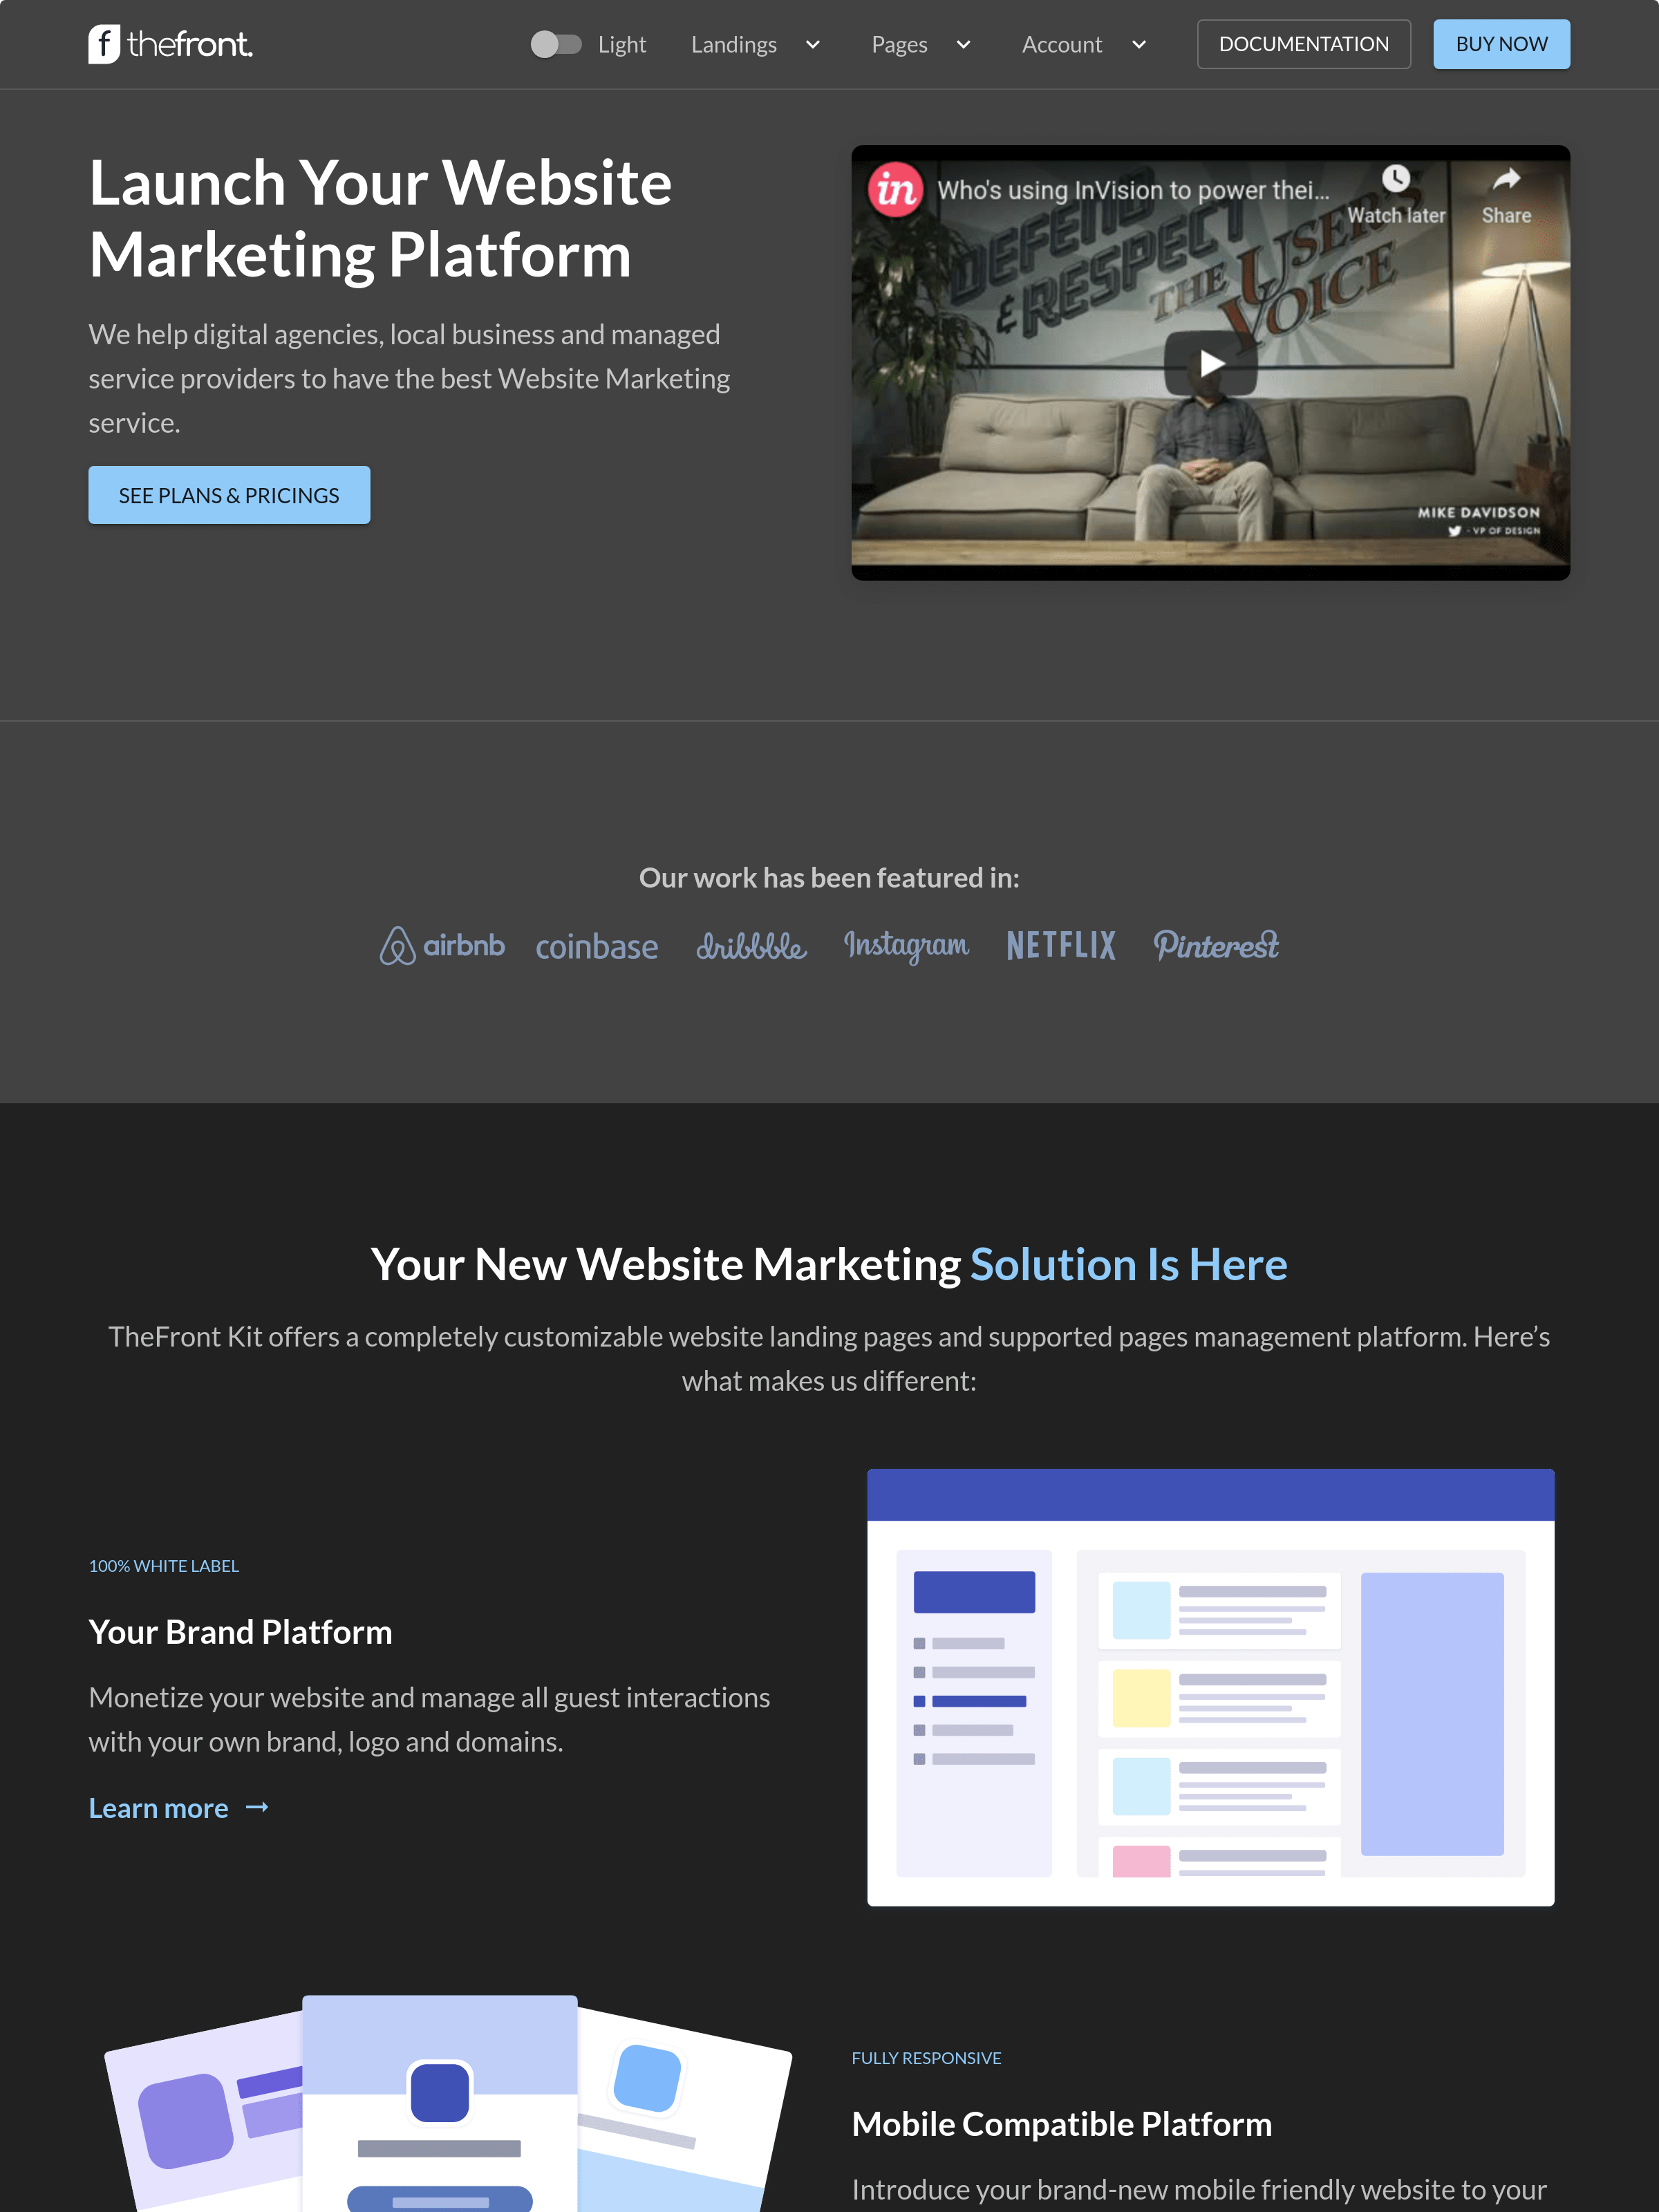 f thefront.
Light
Landings
Pages
Account
DOCUMENTATION
BUY NOW
Launch Your Website
Marketing Platform
We help digital agencies, local business and managed
service providers to have the best Website Marketing
service.
SEE PLANS & PRICINGS
in
Who's using InVision to power thei...
Watch later
Share
DEFEND
& RESPECT
THE USER'S
VOICE
MIKE DAVIDSON
- VP OF DESIGN
Our work has been featured in:
airbnb
coinbase
dribbble
Instagram
NETFLIX
Pinterest
Your New Website Marketing Solution Is Here
TheFront Kit offers a completely customizable website landing pages and supported pages management platform. Here’s
what makes us different:
100% WHITE LABEL
Your Brand Platform
Monetize your website and manage all guest interactions
with your own brand, logo and domains.
Learn more
FULLY RESPONSIVE
Mobile Compatible Platform
Introduce your brand-new mobile friendly website to your